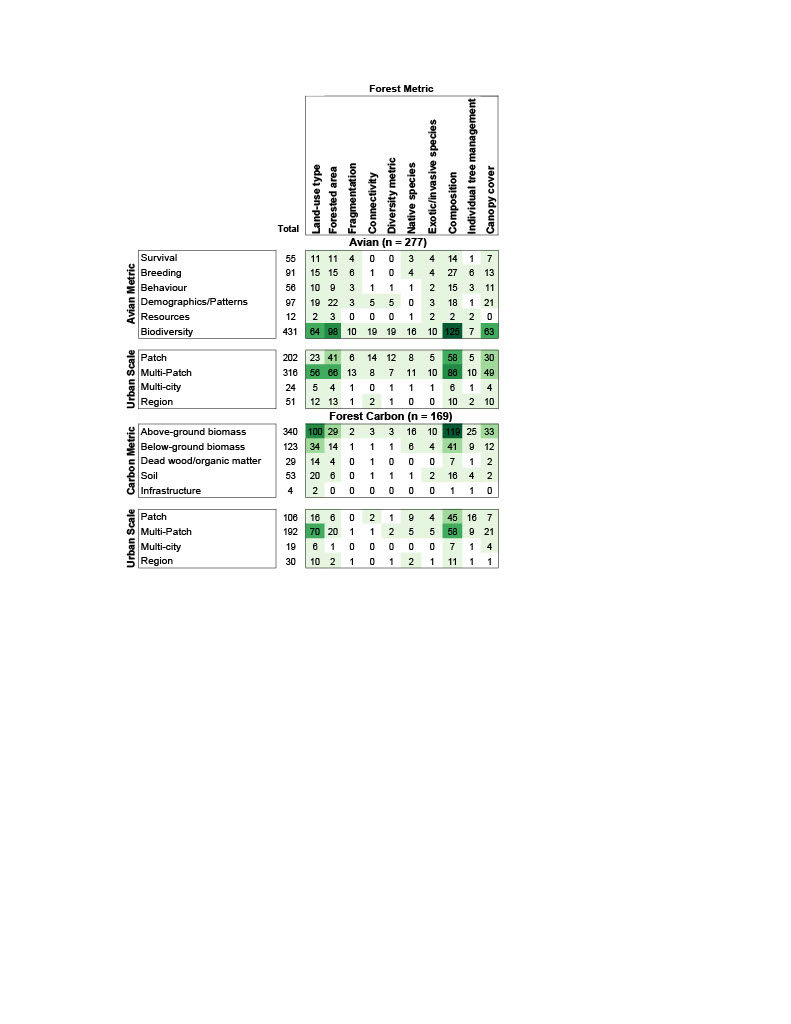 Forest Metric
Total Land-use type Forested area Fragmentation Connectivity Diversity metric Native species Exotic/invasive species Composition Individual tree management Canopy cover
Avian (n = 277)
Avian Metric
Survival 55 11 11 4 0 0 3 4 14 1 7
Breeding 91 15 15 6 1 0 4 4 27 6 13
Behaviour 56 10 9 3 1 1 1 2 15 3 11
Demographics/Patterns 97 19 22 3 5 5 0 3 18 1 21
Resources 12 2 3 0 0 0 1 2 2 2 0
Biodiversity 431 64 98 10 19 19 16 10 125 7 63
Urban Scale
Patch 202 23 41 6 14 12 8 5 58 5 30
Multi-Patch 316 56 66 13 8 7 11 10 86 10 49
Multi-city 24 5 4 1 0 1 1 1 6 1 4
Region 51 12 13 1 2 1 0 0 10 2 10
Forest Carbon (n = 169)
Carbon Metric
Above-ground biomass 340 100 29 2 3 3 16 10 119 25 33
Below-ground biomass 123 34 14 1 1 1 6 4 41 9 12
Dead wood/organic matter 29 14 4 0 1 0 0 0 7 1 2
Soil 53 20 6 0 1 1 1 2 16 4 2
Infrastructure 4 2 0 0 0 0 0 0 1 1 0
Urban Scale
Patch 106 16 6 0 2 1 9 4 45 16 7
Multi-Patch 192 70 20 1 1 2 5 5 58 9 21
Multi-city 19 6 1 0 0 0 0 0 7 1 4
Region 30 10 2 1 0 1 2 1 11 1 1